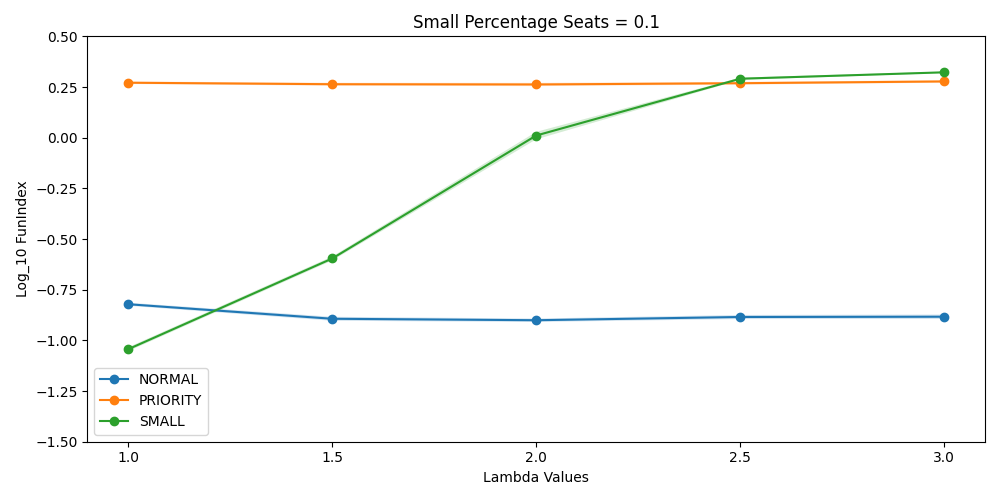 Small Percentage Seats = 0.1
Log_10 FunIndex
0.50
0.25
0.00
−0.25
−0.50
−0.75
−1.00
−1.25
−1.50
NORMAL
PRIORITY
SMALL
1.0 1.5 2.0 2.5 3.0
Lambda Values